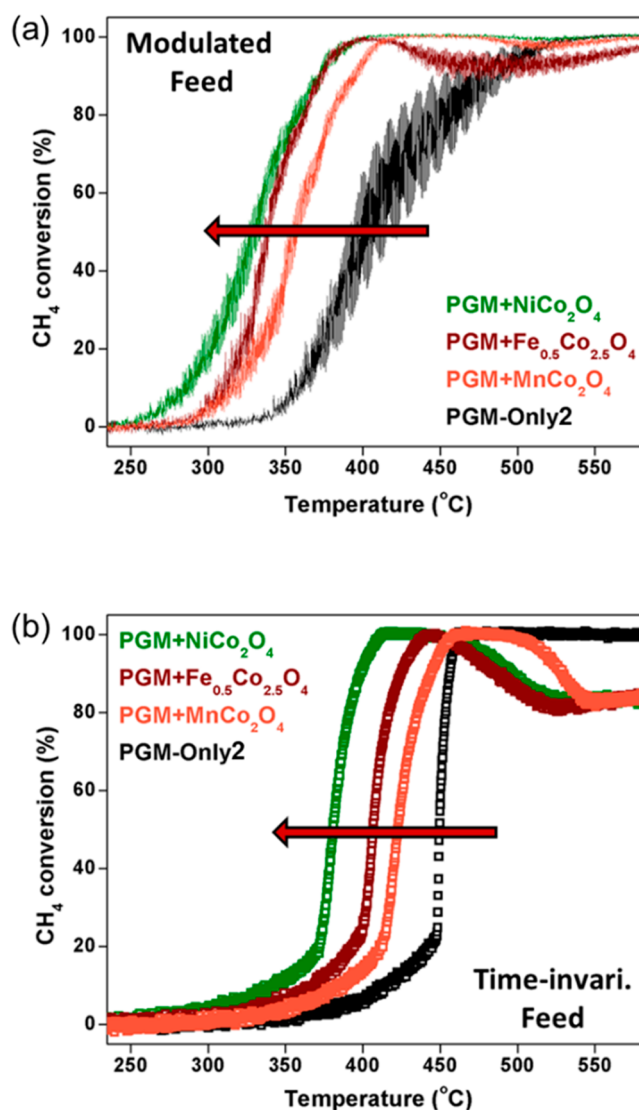 (a)
Modulated
Feed
CH₄ conversion (%)
100
80
60
40
20
0
PGM+NiCo₂O₄
PGM+Fe₀.₅Co₂.₅O₄
PGM+MnCo₂O₄
PGM-Only2
250 300 350 400 450 500 550
Temperature (°C)
(b)
PGM+NiCo₂O₄
PGM+Fe₀.₅Co₂.₅O₄
PGM+MnCo₂O₄
PGM-Only2
CH₄ conversion (%)
100
80
60
40
20
0
Time-invari.
Feed
250 300 350 400 450 500 550
Temperature (°C)